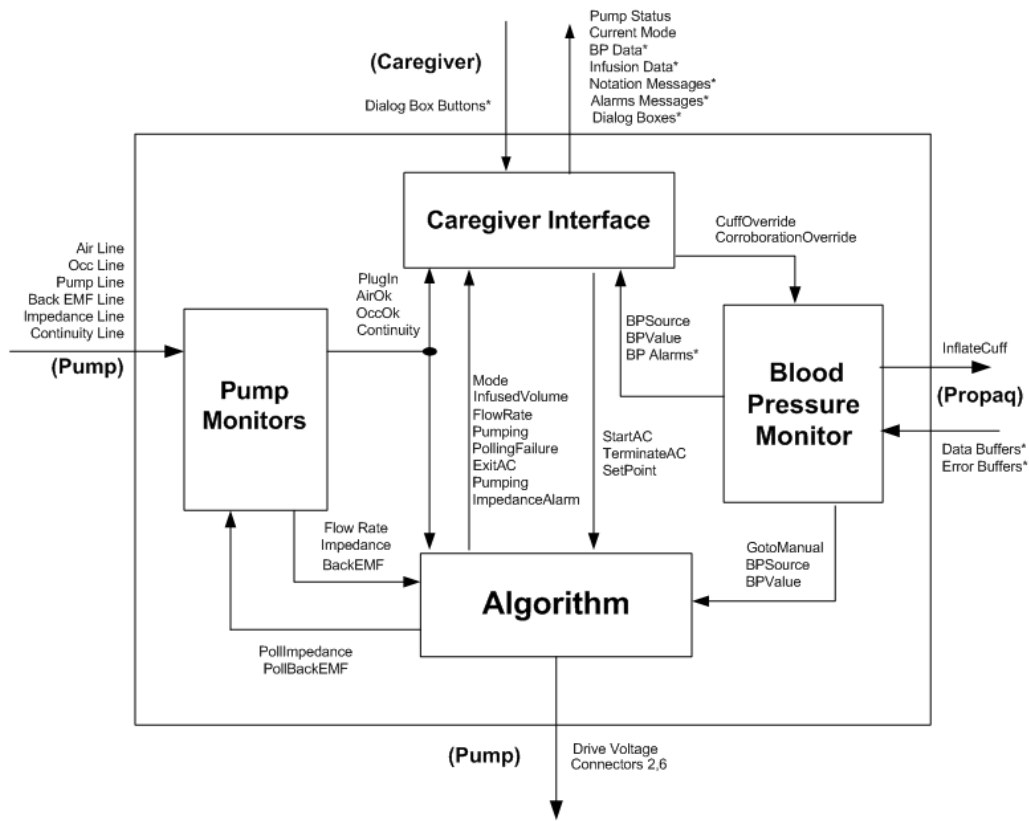 Pump Status
Current Mode
BP Data*
Infusion Data*
Notation Messages*
Alarms Messages*
Dialog Boxes*
(Caregiver)
Dialog Box Buttons*
Caregiver Interface
CuffOverride
CorroborationOverride
Air Line
Occ Line
Pump Line
Back EMF Line
Impedance Line
Continuity Line
(Pump)
PlugIn
AirOk
OccOk
Continuity
Pump
Monitors
BPSource
BPValue
BP Alarms*
Blood
Pressure
Monitor
InflateCuff
(Propaq)
Data Buffers*
Error Buffers*
Mode
InfusedVolume
FlowRate
Pumping
PollingFailure
ExitAC
Pumping
ImpedanceAlarm
StartAC
TerminateAC
SetPoint
Flow Rate
Impedance
BackEMF
GotoManual
BPSource
BPValue
Algorithm
PollImpedance
PollBackEMF
(Pump)
Drive Voltage
Connectors 2,6